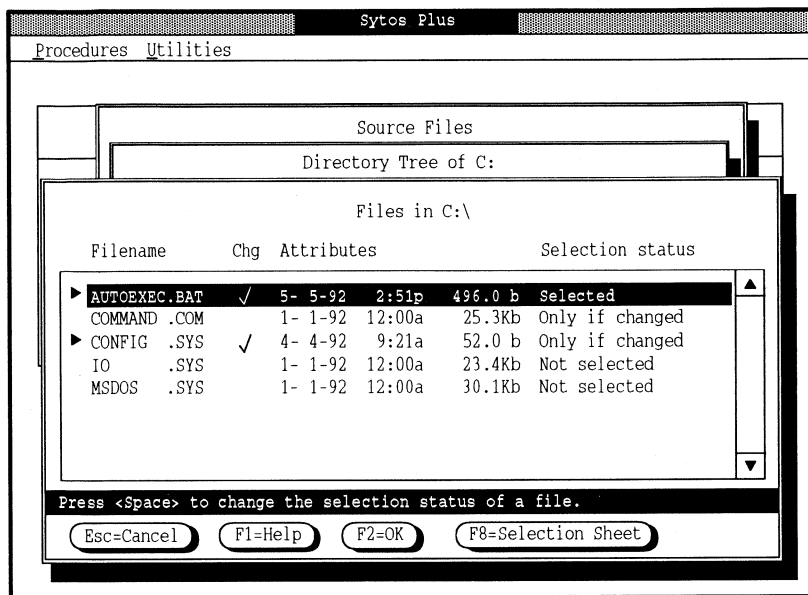 Sytos Plus
Procedures Utilities
Source Files
Directory Tree of C:
Files in C:\
Filename Chg Attributes Selection status
▶ AUTOEXEC.BAT √ 5- 5-92 2:51p 496.0 b Selected
COMMAND .COM 1- 1-92 12:00a 25.3Kb Only if changed
▶ CONFIG .SYS √ 4- 4-92 9:21a 52.0 b Only if changed
IO .SYS 1- 1-92 12:00a 23.4Kb Not selected
MSDOS .SYS 1- 1-92 12:00a 30.1Kb Not selected
Press <Space> to change the selection status of a file.
Esc=Cancel F1=Help F2=OK F8=Selection Sheet